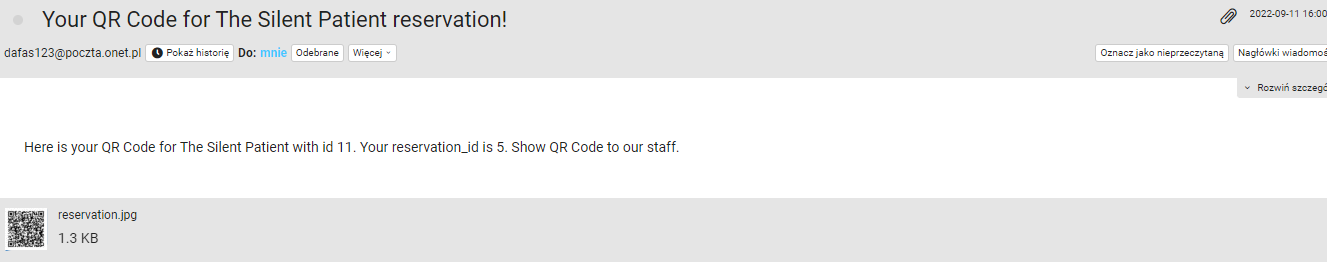 Your QR Code for The Silent Patient reservation!
2022-09-11 16:00
dafas123@poczta.onet.pl Pokaż historię Do: mnie Odebrane Więcej
Oznacz jako nieprzeczytaną Nagłówki wiadomoś
Rozwiń szczegó
Here is your QR Code for The Silent Patient with id 11. Your reservation_id is 5. Show QR Code to our staff.
reservation.jpg
1.3 KB